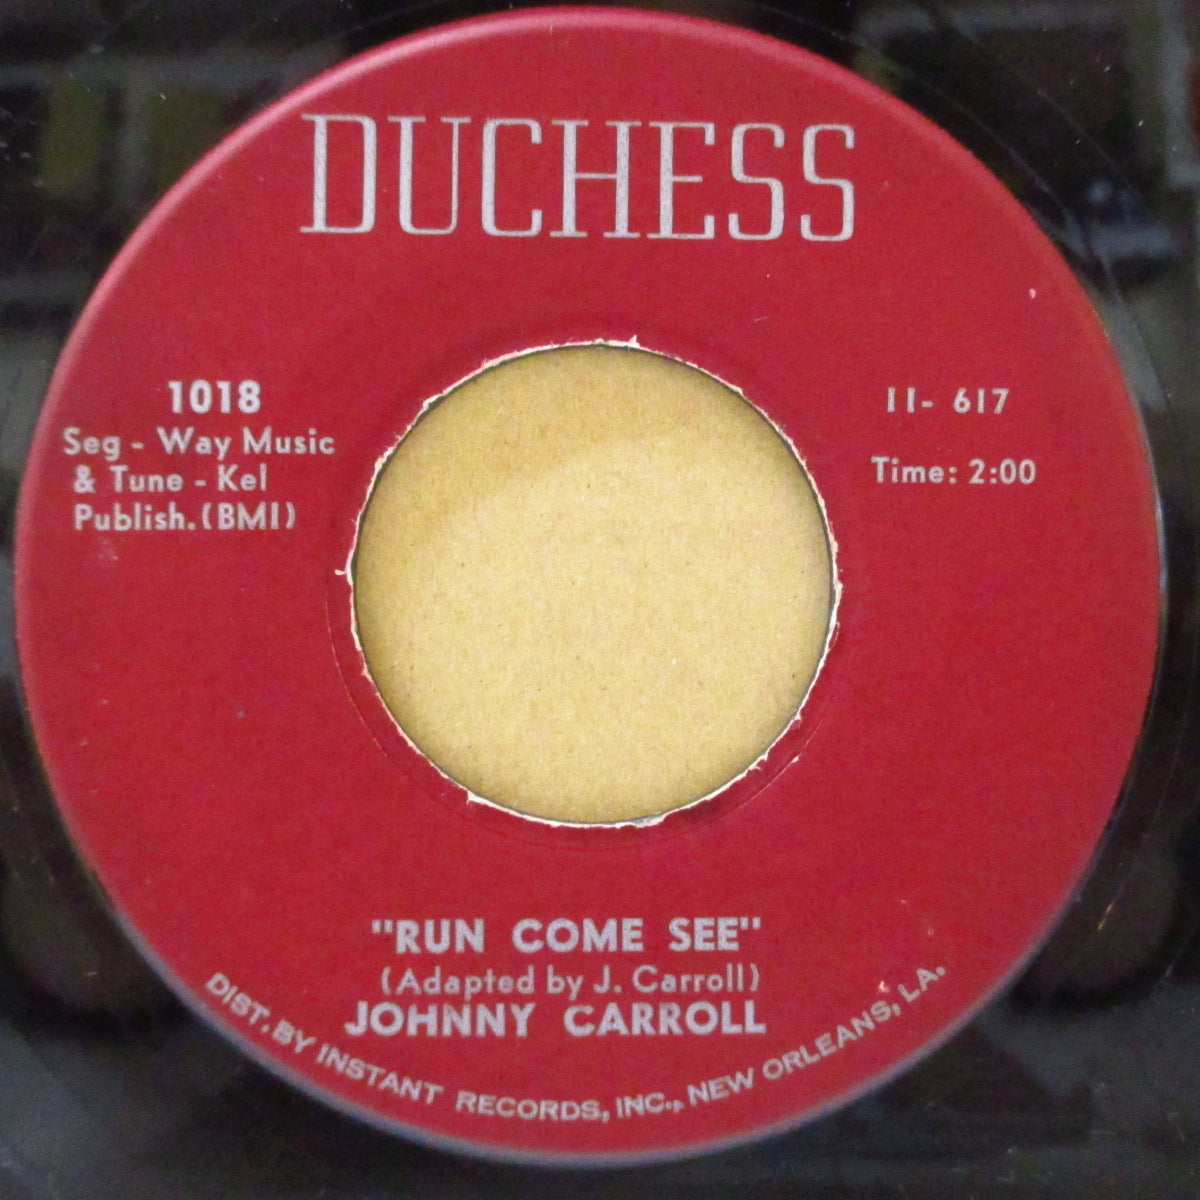 DUCHESS
1018
Seg - Way Music
& Tune - Kel
Publish. (BMI)
11- 617
Time: 2:00
"RUN COME SEE"
(Adapted by J. Carroll)
JOHNNY CARROLL
DIST. BY INSTANT RECORDS, INC., NEW ORLEANS, LA.